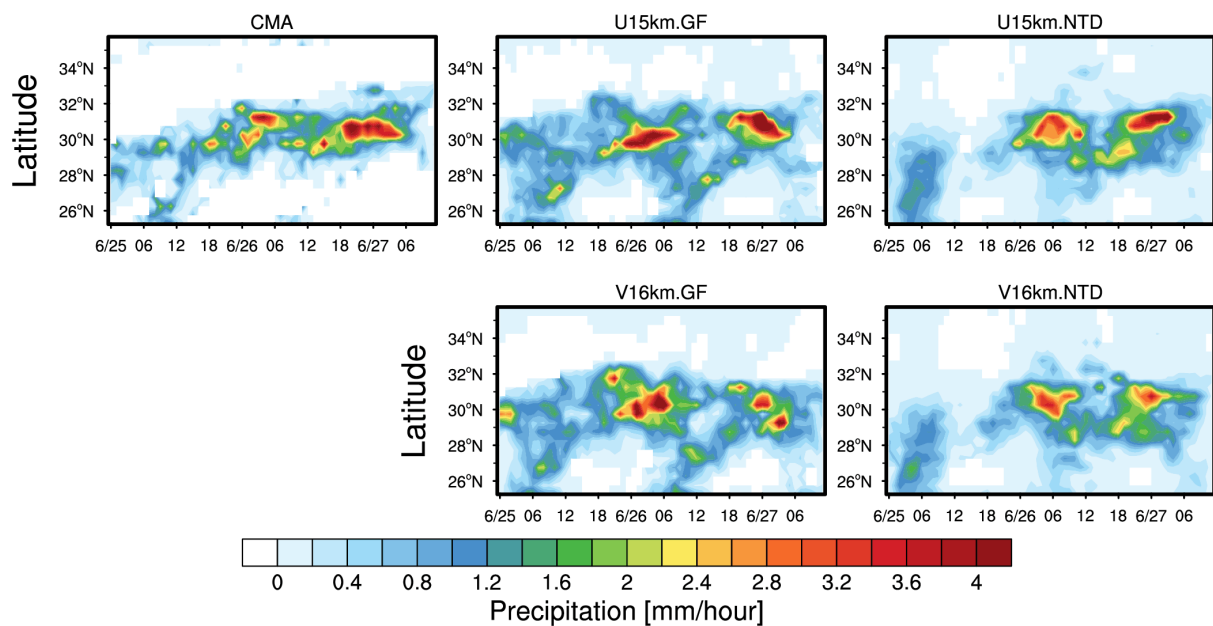 CMA U15km.GF U15km.NTD
Latitude
34°N 34°N 34°N
32°N 32°N 32°N
30°N 30°N 30°N
28°N 28°N 28°N
26°N 26°N 26°N
6/25 06 12 18 6/26 06 12 18 6/27 06 6/25 06 12 18 6/26 06 12 18 6/27 06 6/25 06 12 18 6/26 06 12 18 6/27 06
V16km.GF V16km.NTD
Latitude
34°N 34°N
32°N 32°N
30°N 30°N
28°N 28°N
26°N 26°N
6/25 06 12 18 6/26 06 12 18 6/27 06 6/25 06 12 18 6/26 06 12 18 6/27 06
0 0.4 0.8 1.2 1.6 2 2.4 2.8 3.2 3.6 4
Precipitation [mm/hour]